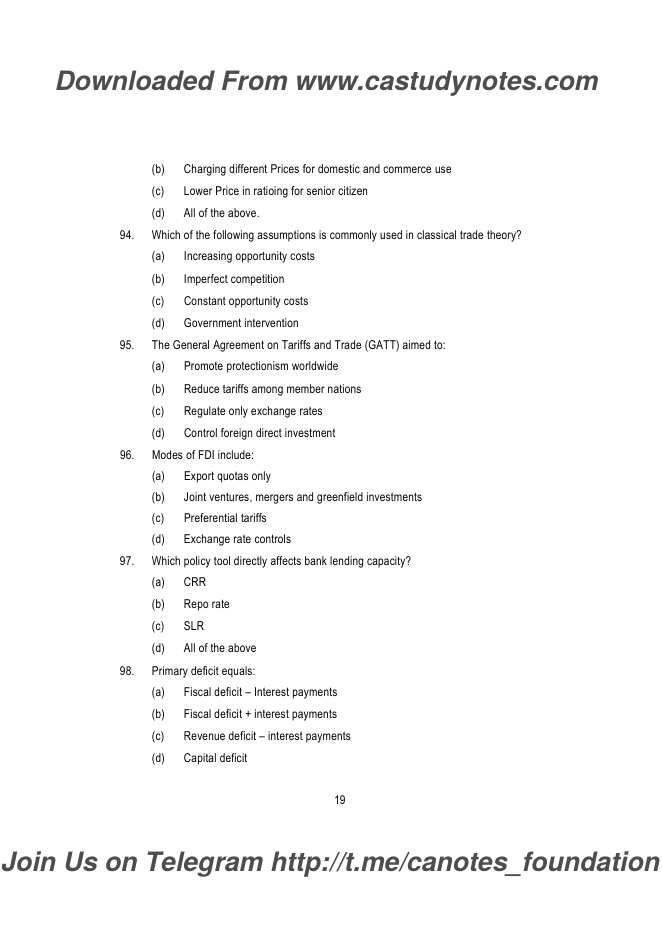 Downloaded From www.castudynotes.com
(b) Charging different Prices for domestic and commerce use
(c) Lower Price in ratioing for senior citizen
(d) All of the above.
94. Which of the following assumptions is commonly used in classical trade theory?
(a) Increasing opportunity costs
(b) Imperfect competition
(c) Constant opportunity costs
(d) Government intervention
95. The General Agreement on Tariffs and Trade (GATT) aimed to:
(a) Promote protectionism worldwide
(b) Reduce tariffs among member nations
(c) Regulate only exchange rates
(d) Control foreign direct investment
96. Modes of FDI include:
(a) Export quotas only
(b) Joint ventures, mergers and greenfield investments
(c) Preferential tariffs
(d) Exchange rate controls
97. Which policy tool directly affects bank lending capacity?
(a) CRR
(b) Repo rate
(c) SLR
(d) All of the above
98. Primary deficit equals:
(a) Fiscal deficit – Interest payments
(b) Fiscal deficit + interest payments
(c) Revenue deficit – interest payments
(d) Capital deficit
19
Join Us on Telegram http://t.me/canotes_foundation